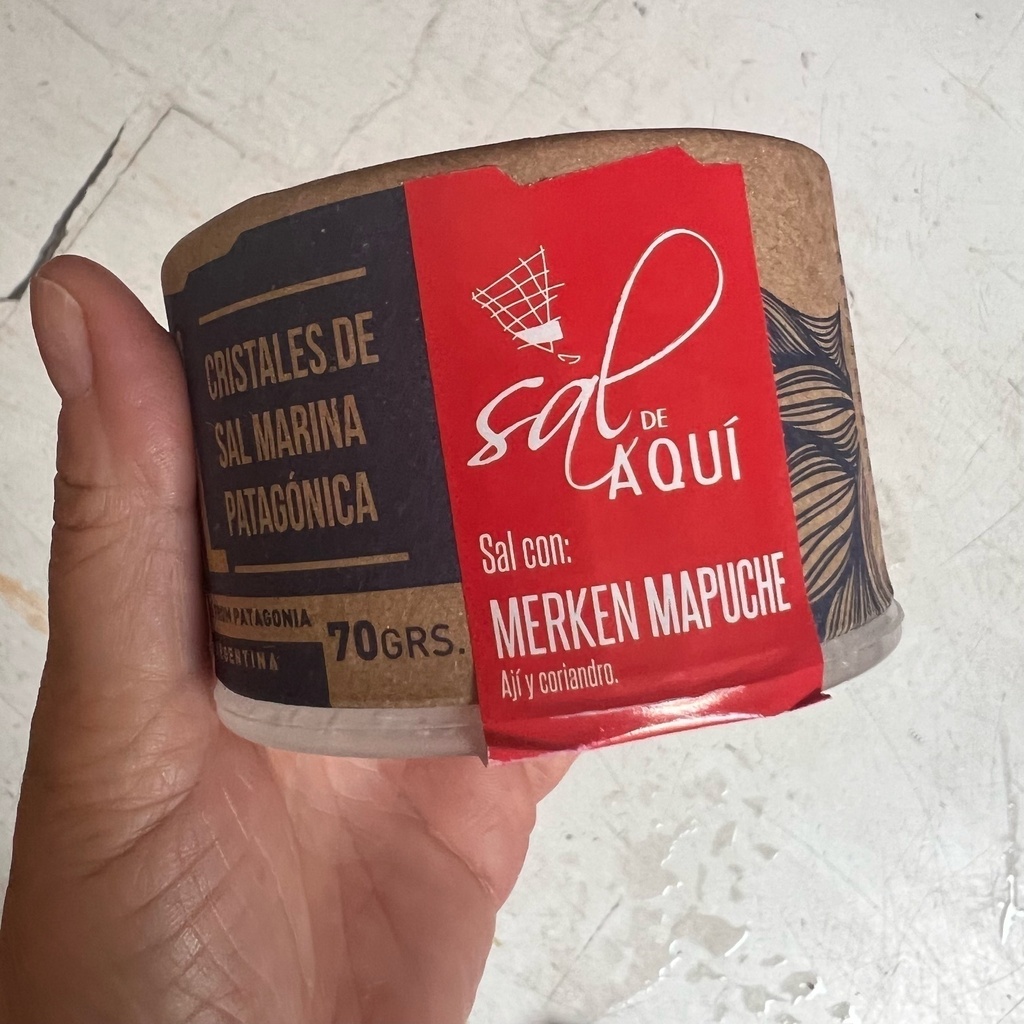 CRISTALES DE
SAL MARINA
PATAGÓNICA
PATAGONIA
70GRS.
sal
DE
AQUÍ
Sal con:
MERKEN MAPUCHE
Ají y coriandro.